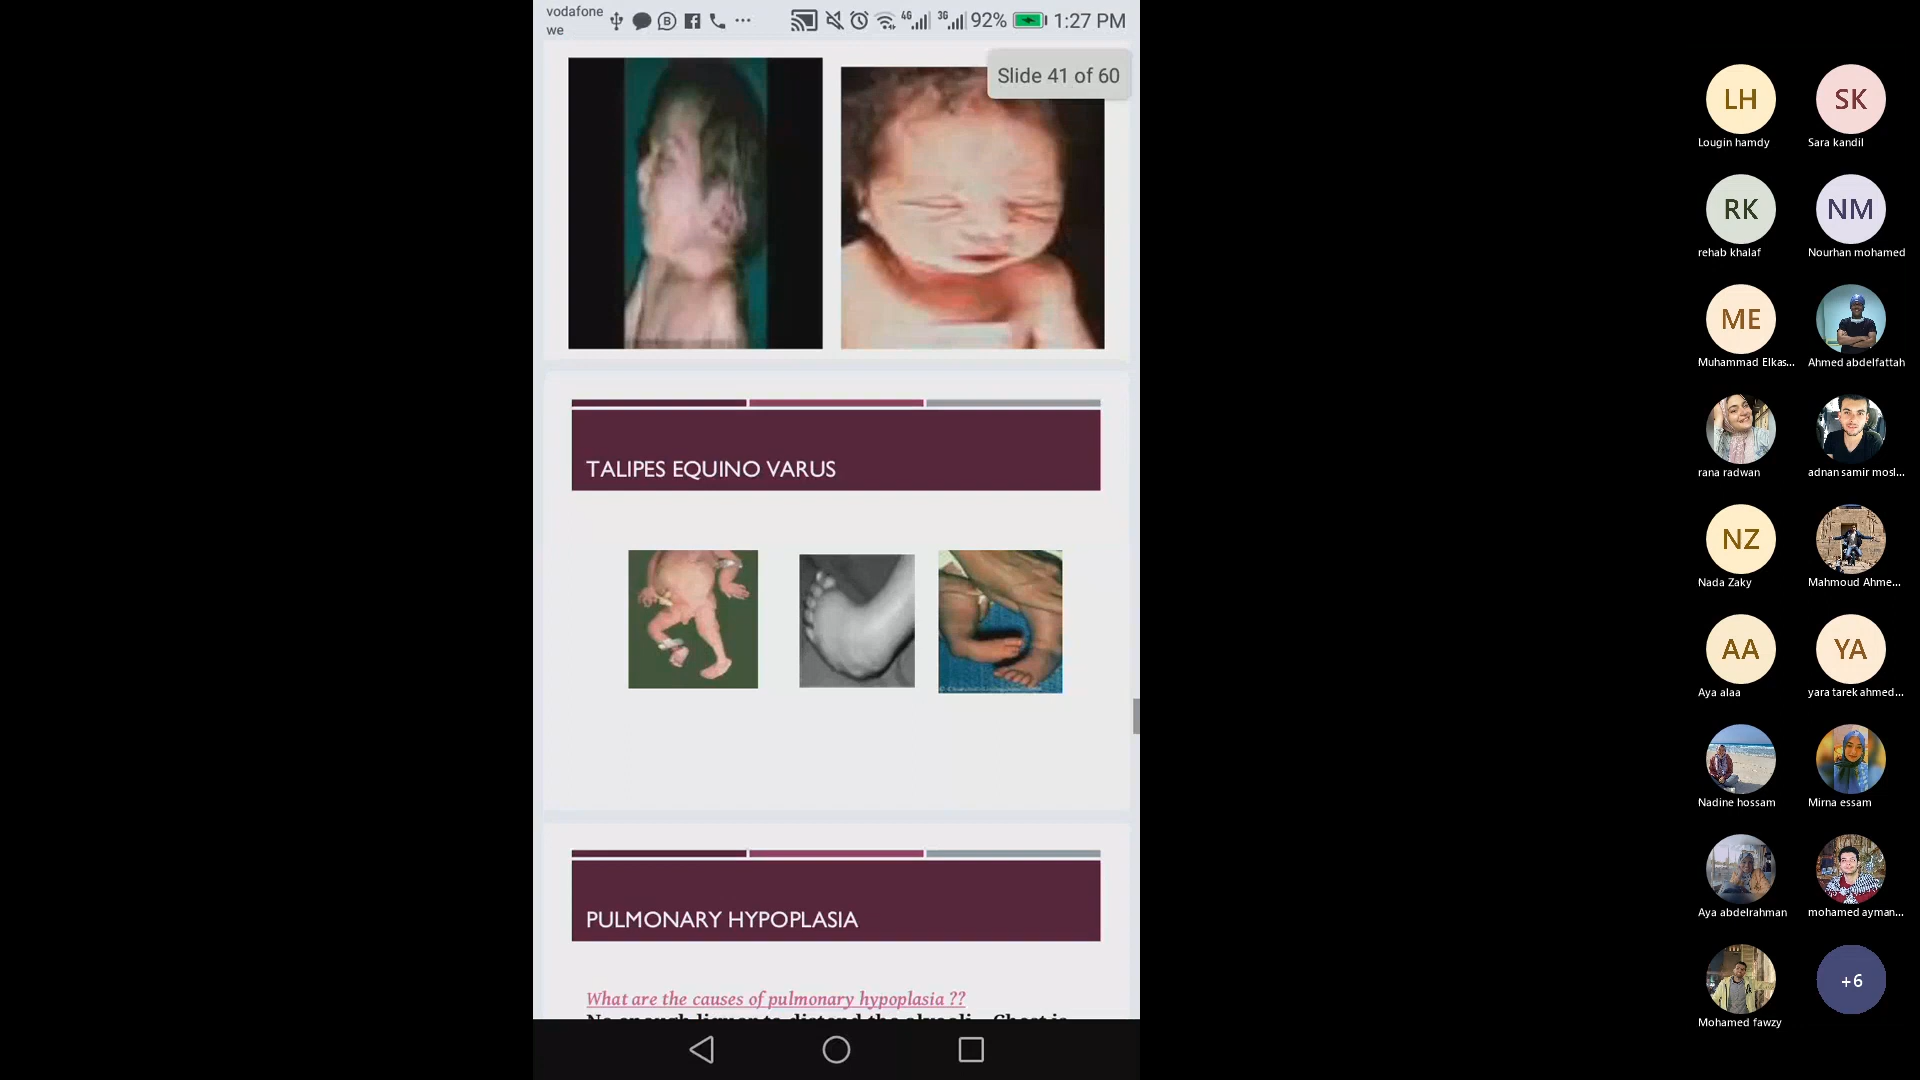 vodafone
we
4G
3G
92%
1:27 PM
Slide 41 of 60
TALIPES EQUINO VARUS
PULMONARY HYPOPLASIA
What are the causes of pulmonary hypoplasia ??
LH
Lougin hamdy
SK
Sara kandil
RK
rehab khalaf
NM
Nourhan mohamed
ME
Muhammad Elkas...
Ahmed abdelfattah
rana radwan
adnan samir mosl...
NZ
Nada Zaky
Mahmoud Ahme...
AA
Aya alaa
YA
yara tarek ahmed...
Nadine hossam
Mirna essam
Aya abdelrahman
mohamed ayman...
Mohamed fawzy
+6